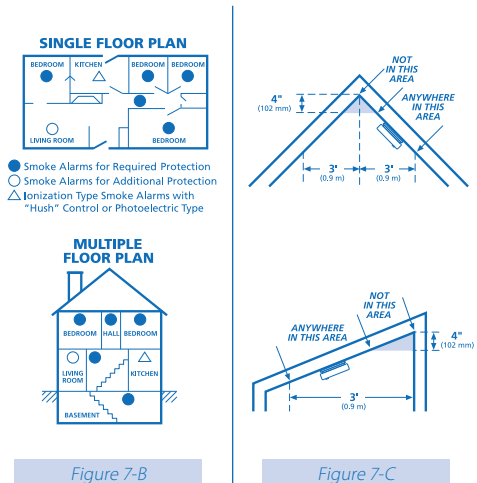 SINGLE FLOOR PLAN
BEDROOM KITCHEN BEDROOM BEDROOM
LIVING ROOM
BEDROOM
Smoke Alarms for Required Protection
Smoke Alarms for Additional Protection
Ionization Type Smoke Alarms with
“Hush” Control or Photoelectric Type
MULTIPLE
FLOOR PLAN
BEDROOM HALL BEDROOM
LIVING
ROOM
KITCHEN
BASEMENT
Figure 7-B
NOT
IN THIS
AREA
4"
(102 mm)
ANYWHERE
IN THIS
AREA
3' 3'
(0.9 m) (0.9 m)
NOT
IN THIS
AREA
ANYWHERE
IN THIS AREA
4"
(102 mm)
3'
(0.9 m)
Figure 7-C